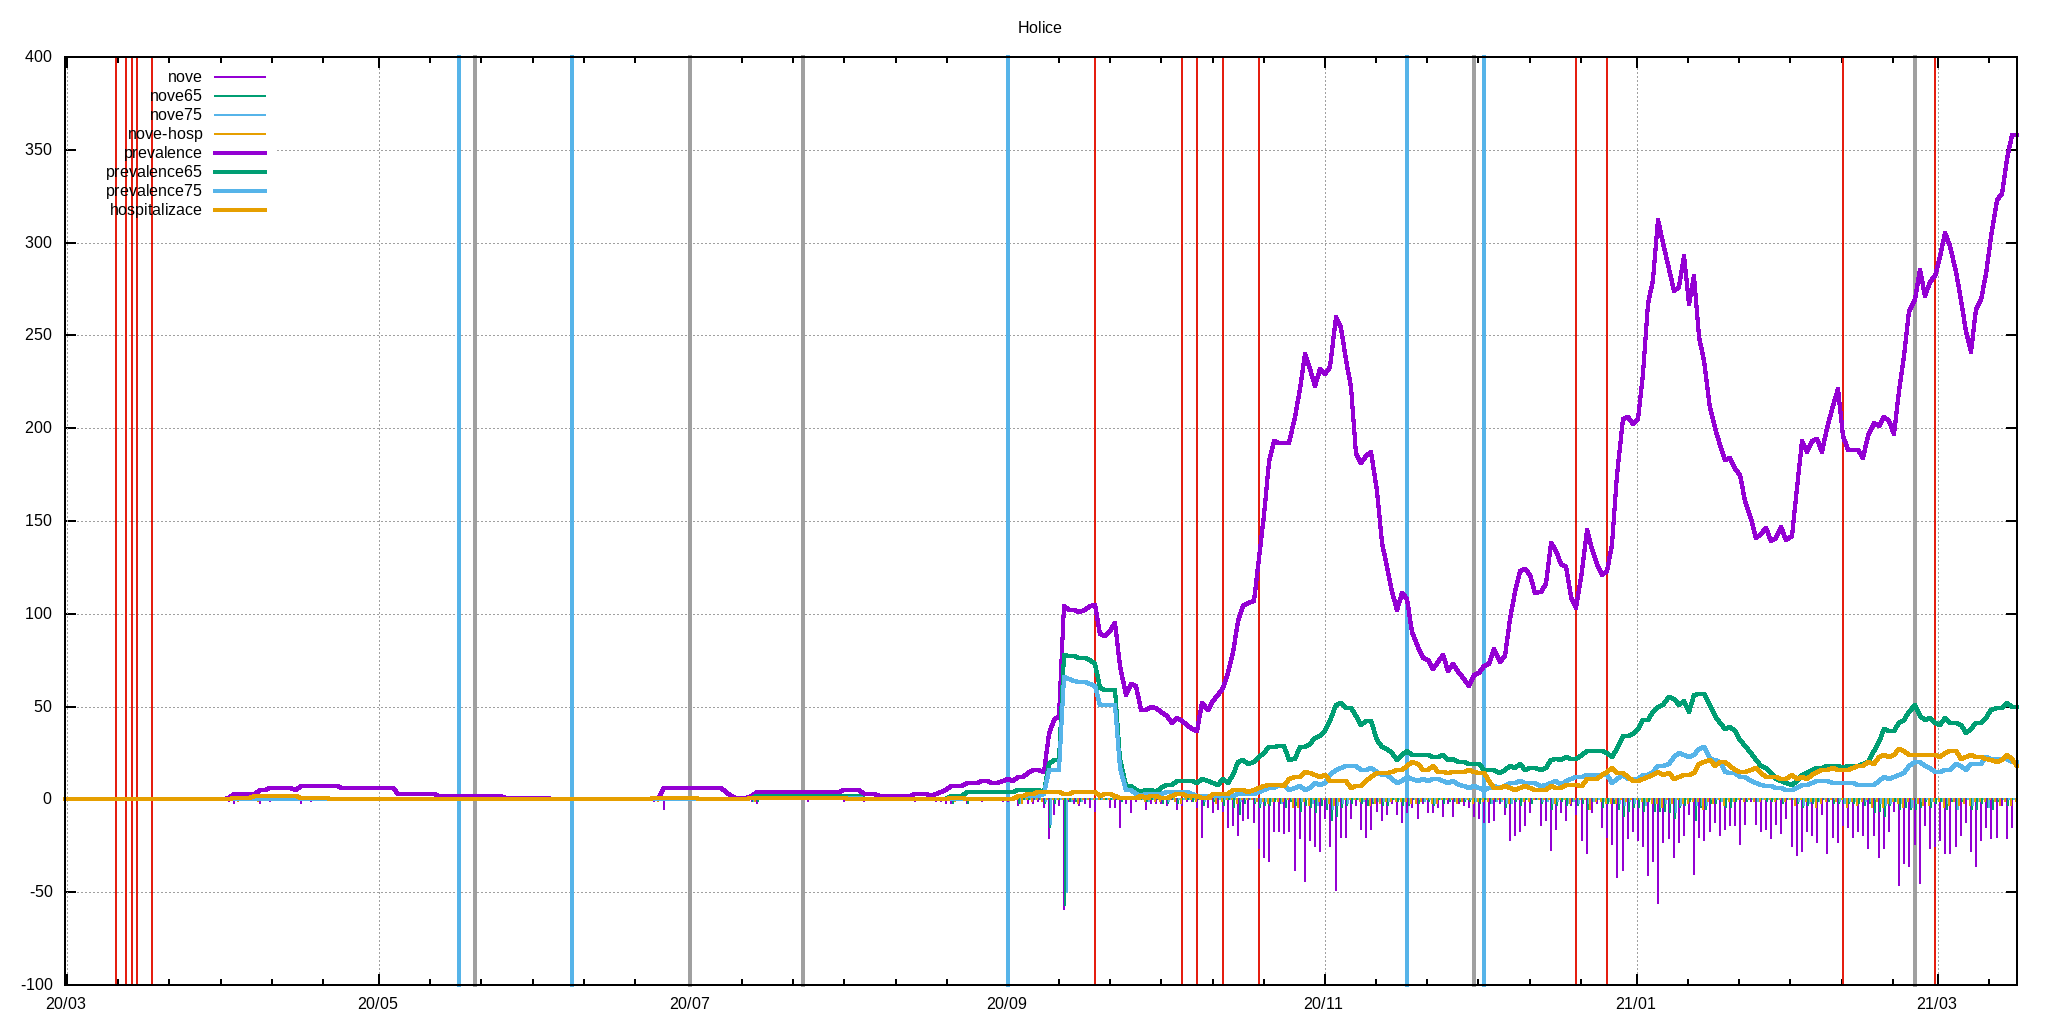 Holice
400
350
300
250
200
150
100
50
0
-50
-100
nove
nove65
nove75
nove-hosp
prevalence
prevalence65
prevalence75
hospitalizace
20/03 20/05 20/07 20/09 20/11 21/01 21/03